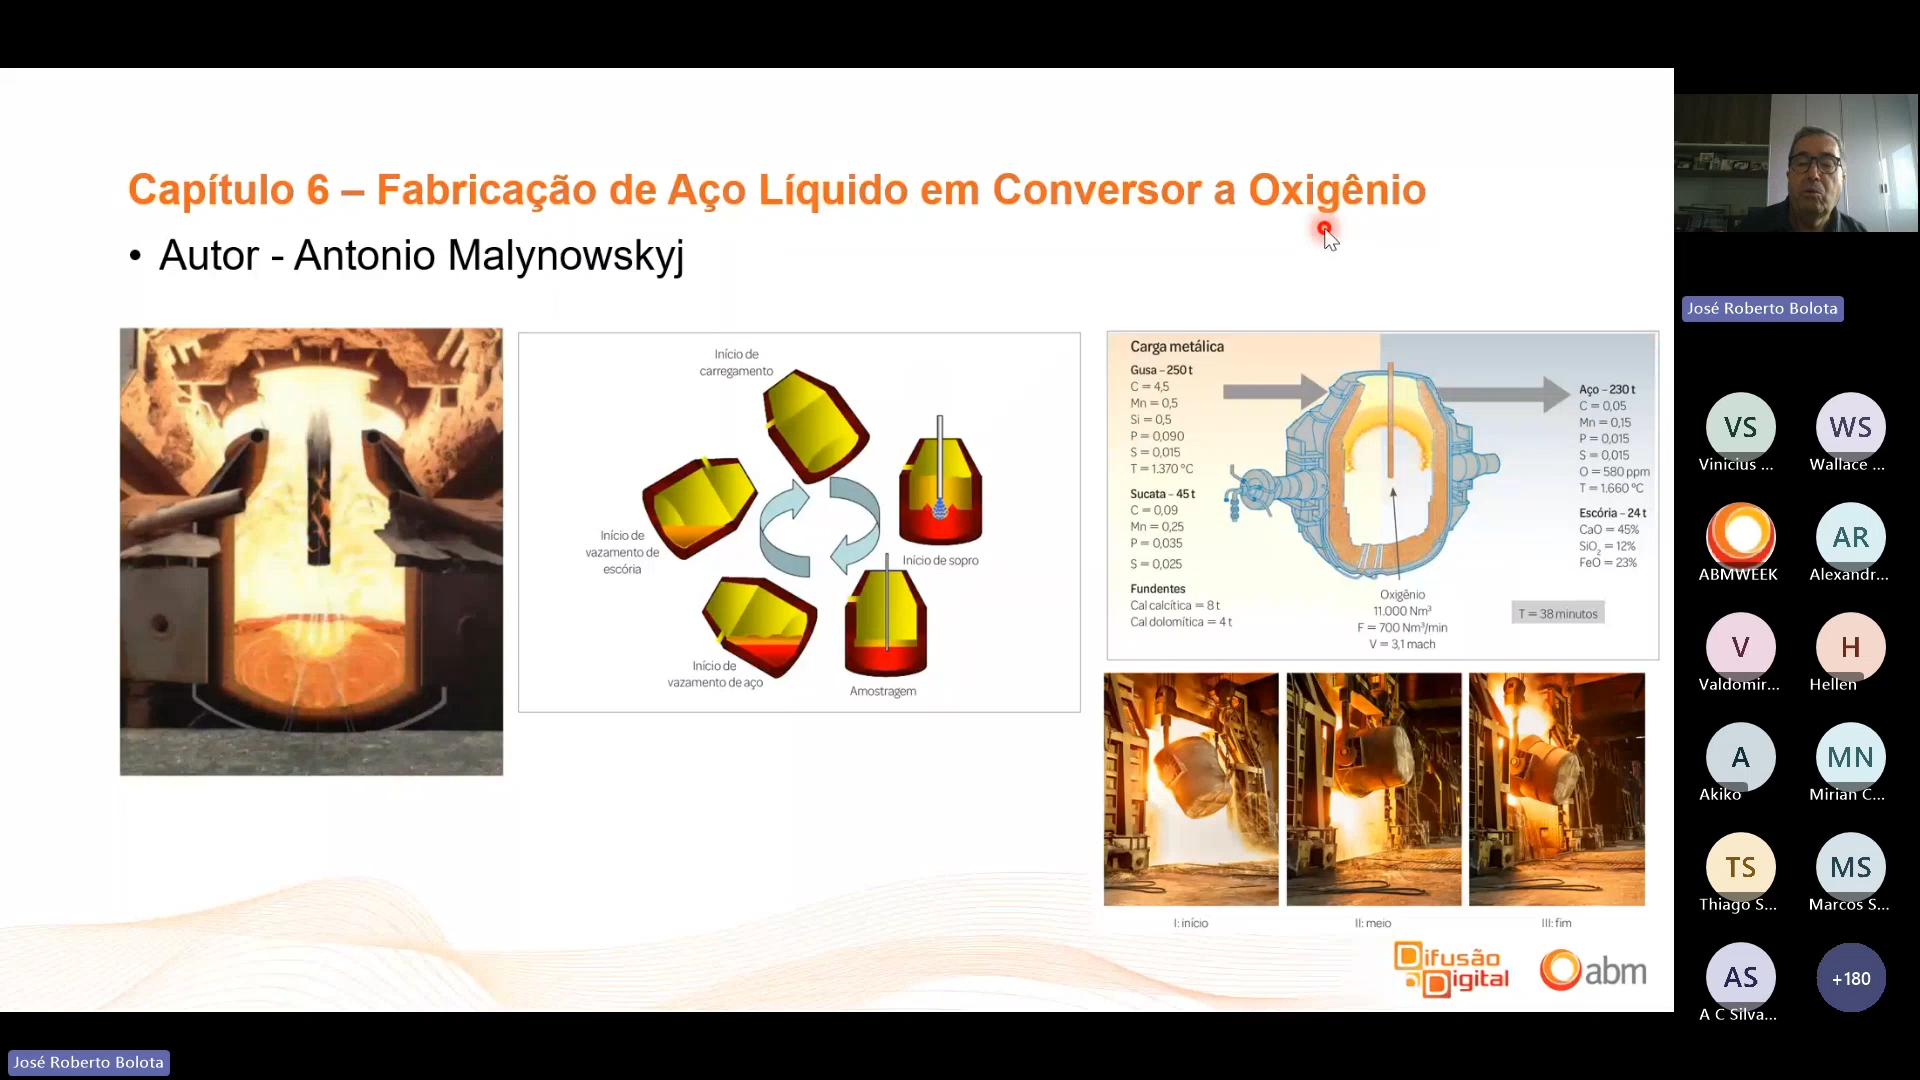 Capítulo 6 – Fabricação de Aço Líquido em Conversor a Oxigênio
• Autor - Antonio Malynowskyj
Início de
carregamento
Início de sopro
Amostragem
Início de
vazamento de aço
Início de
vazamento de
escória
Carga metálica
Gusa – 250 t
C = 4,5
Mn = 0,5
Si = 0,5
P = 0,090
S = 0,015
T = 1.370 °C
Sucata – 45 t
C = 0,09
Mn = 0,25
P = 0,035
S = 0,025
Fundentes
Cal calcítica = 8 t
Cal dolomítica = 4 t
Oxigênio
11.000 Nm³
F = 700 Nm³/min
V = 3,1 mach
Aço – 230 t
C = 0,05
Mn = 0,15
P = 0,015
S = 0,015
O = 580 ppm
T = 1.660 °C
Escória – 24 t
CaO = 45%
SiO₂ = 12%
FeO = 23%
T = 38 minutos
I: início
II: meio
III: fim
Difusão
Digital
abm
José Roberto Bolota
VS
Vinicius ...
WS
Wallace ...
ABMWEEK
AR
Alexandr...
V
Valdomir...
H
Hellen
A
Akiko
MN
Mirian C...
TS
Thiago S...
MS
Marcos S...
AS
A C Silva...
+180
José Roberto Bolota